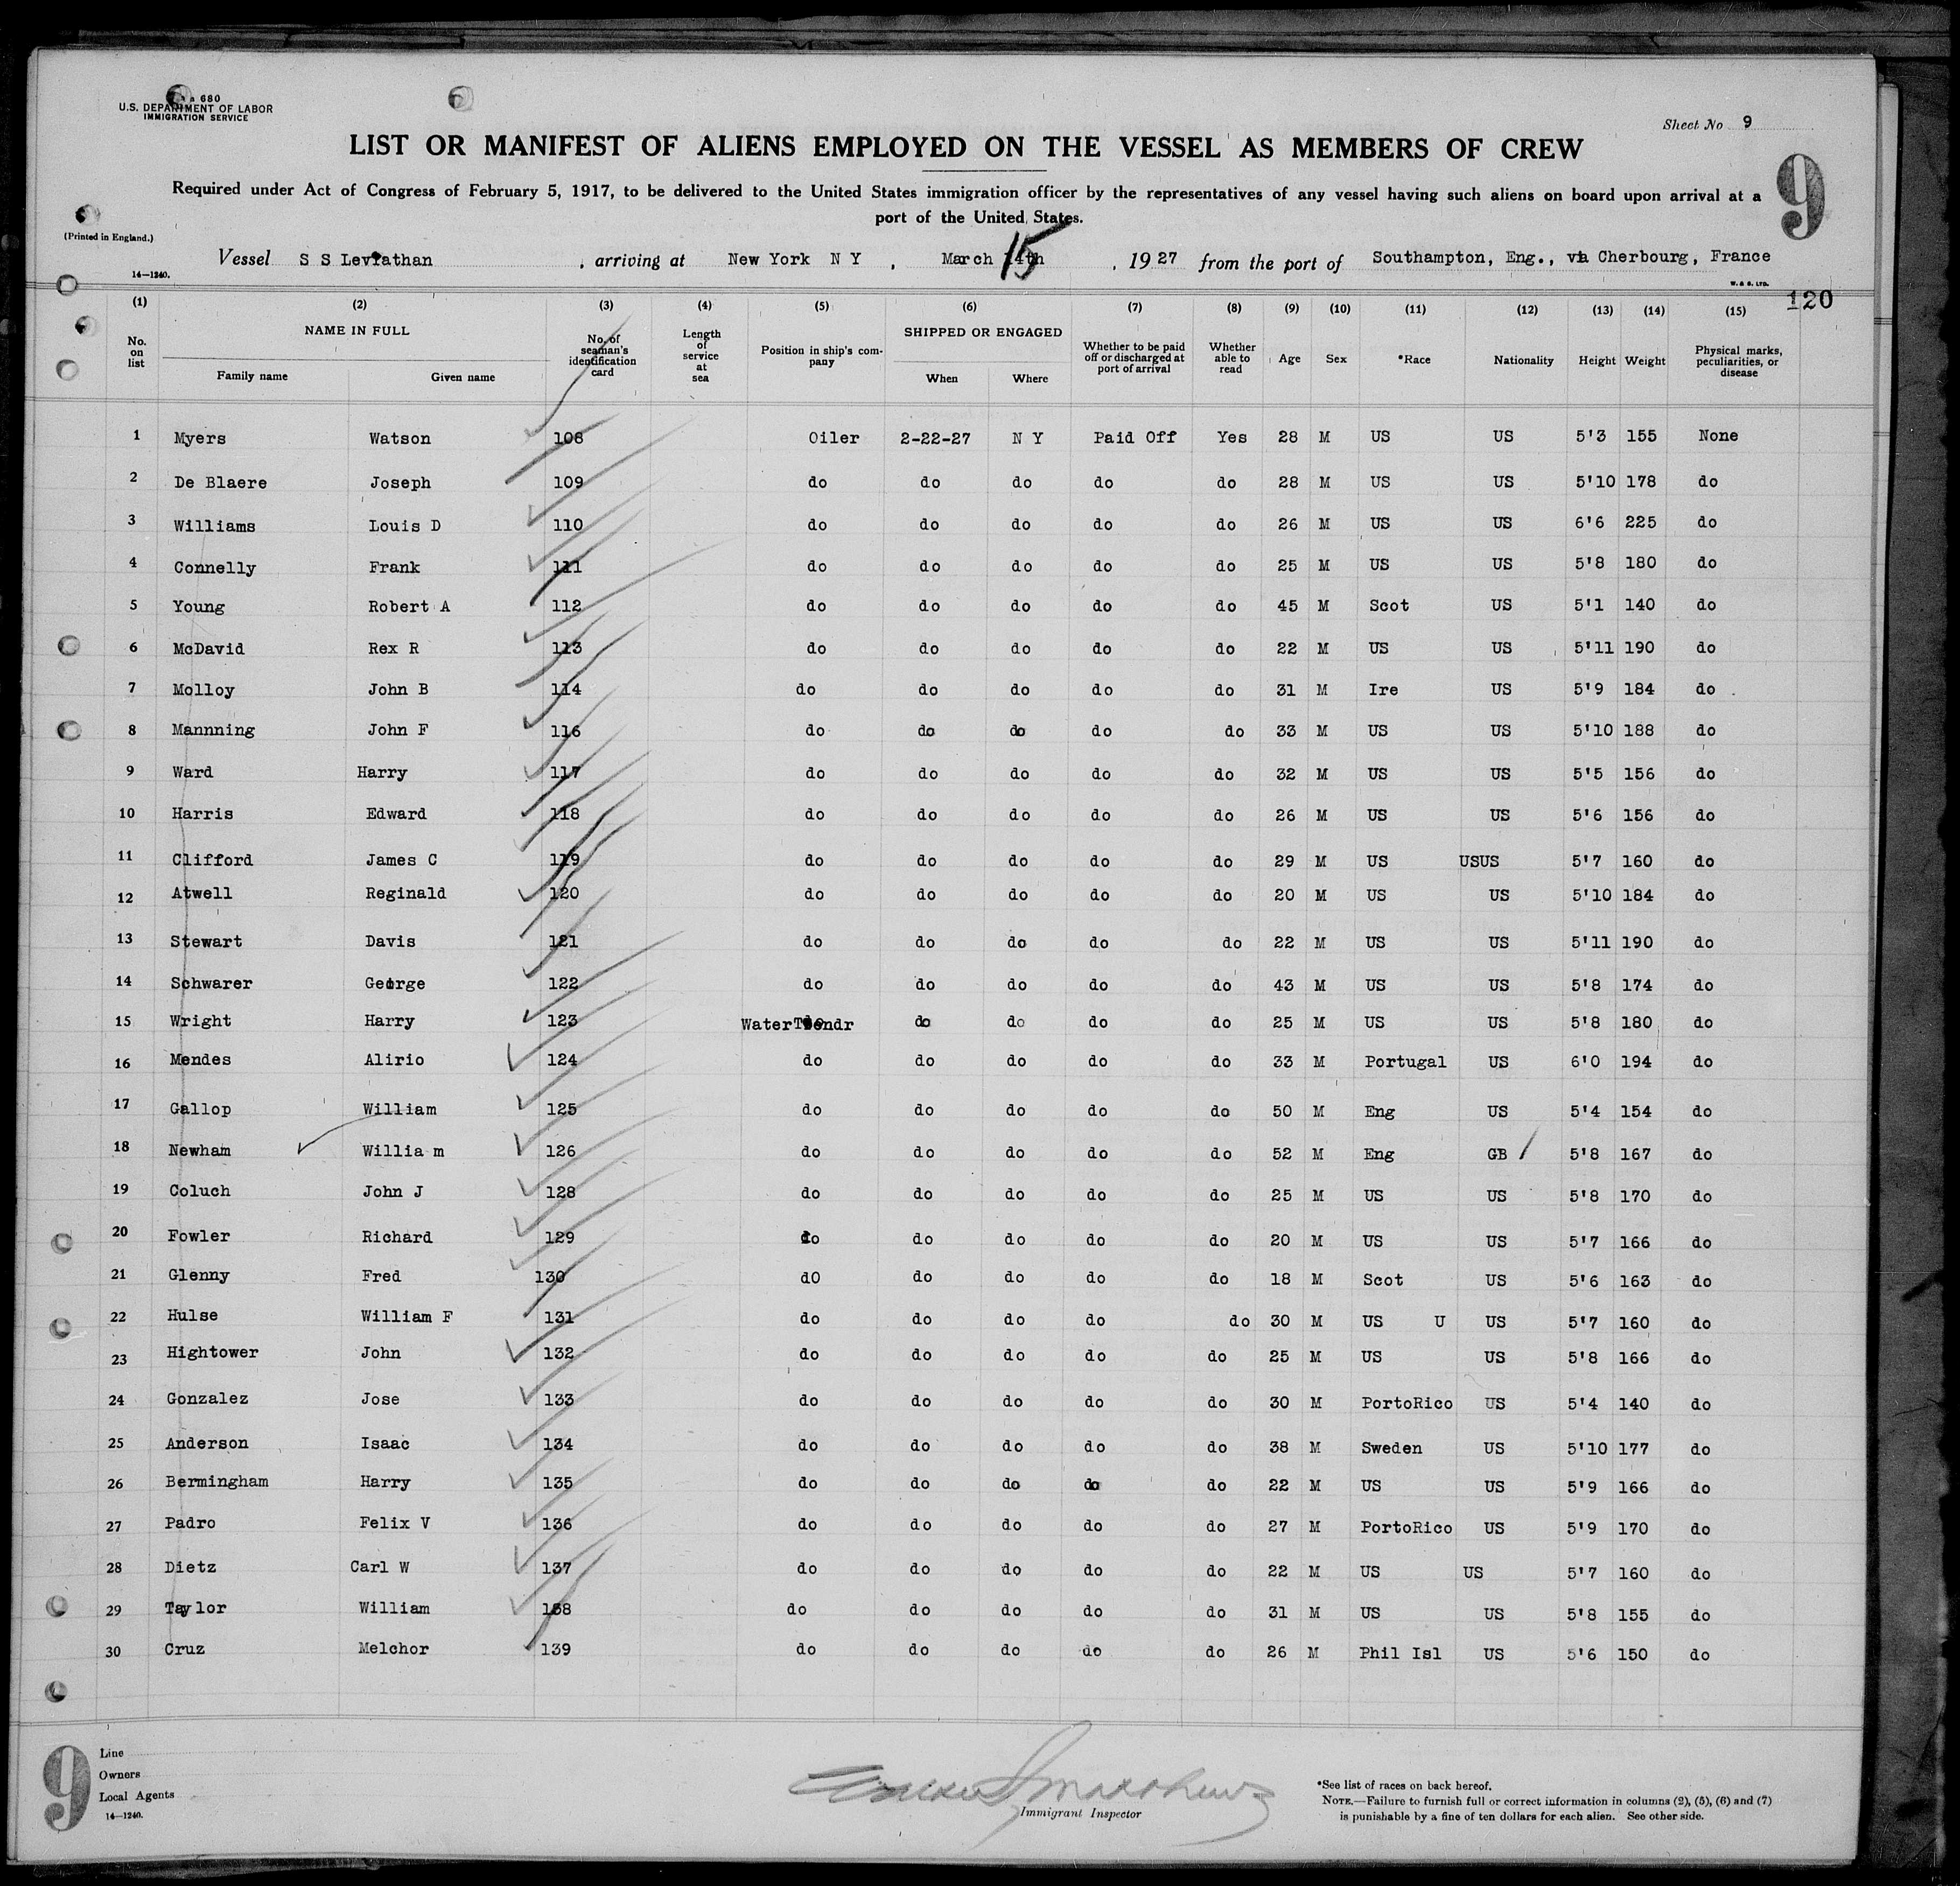 680
U.S. DEPARTMENT OF LABOR
IMMIGRATION SERVICE
Sheet No 9
LIST OR MANIFEST OF ALIENS EMPLOYED ON THE VESSEL AS MEMBERS OF CREW
9
Required under Act of Congress of February 5, 1917, to be delivered to the United States immigration officer by the representatives of any vessel having such aliens on board upon arrival at a
port of the United States.
(Printed in England.)
Vessel S S Leviathan , arriving at New York N Y , March 15 , 1927 from the port of Southampton, Eng., via Cherbourg, France
14—1240.
W. & S. LTD.
120
(1) (2) (3) (4) (5) (6) (7) (8) (9) (10) (11) (12) (13) (14) (15)
No. on list NAME IN FULL Family name Given name No. of seaman's identification card Length of service at sea Position in ship's company SHIPPED OR ENGAGED When Where Whether to be paid off or discharged at port of arrival Whether able to read Age Sex *Race Nationality Height Weight Physical marks, peculiarities, or disease
1 Myers Watson 108 Oiler 2-22-27 N Y Paid Off Yes 28 M US US 5'3 155 None
2 De Blaere Joseph 109 do do do do do 28 M US US 5'10 178 do
3 Williams Louis D 110 do do do do do 26 M US US 6'6 225 do
4 Connelly Frank 111 do do do do do 25 M US US 5'8 180 do
5 Young Robert A 112 do do do do do 45 M Scot US 5'1 140 do
6 McDavid Rex R 113 do do do do do 22 M US US 5'11 190 do
7 Molloy John B 114 do do do do do 31 M Ire US 5'9 184 do
8 Mannning John F 116 do do do do do 33 M US US 5'10 188 do
9 Ward Harry 117 do do do do do 32 M US US 5'5 156 do
10 Harris Edward 118 do do do do do 26 M US US 5'6 156 do
11 Clifford James C 119 do do do do do 29 M US USUS 5'7 160 do
12 Atwell Reginald 120 do do do do do 20 M US US 5'10 184 do
13 Stewart Davis 121 do do do do do 22 M US US 5'11 190 do
14 Schwarer George 122 do do do do do 43 M US US 5'8 174 do
15 Wright Harry 123 do do do do 25 M US US 5'8 180 do
16 Mendes Alirio 124 do do do do do 33 M Portugal US 6'0 194 do
17 Gallop William 125 do do do do do 50 M Eng US 5'4 154 do
18 Newham Willia m 126 do do do do do 52 M Eng GB 5'8 167 do
19 Coluch John J 128 do do do do do 25 M US US 5'8 170 do
20 Fowler Richard 129 do do do do do 20 M US US 5'7 166 do
21 Glenny Fred 130 dO do do do do 18 M Scot US 5'6 163 do
22 Hulse William F 131 do do do do do 30 M US U US 5'7 160 do
23 Hightower John 132 do do do do do 25 M US US 5'8 166 do
24 Gonzalez Jose 133 do do do do do 30 M PortoRico US 5'4 140 do
25 Anderson Isaac 134 do do do do do 38 M Sweden US 5'10 177 do
26 Bermingham Harry 135 do do do do do 22 M US US 5'9 166 do
27 Padro Felix V 136 do do do do do 27 M PortoRico US 5'9 170 do
28 Dietz Carl W 137 do do do do do 22 M US US 5'7 160 do
29 Taylor William 138 do do do do do 31 M US US 5'8 155 do
30 Cruz Melchor 139 do do do do do 26 M Phil Isl US 5'6 150 do
9
Line
Owners
Local Agents
14—1240.
Immigrant Inspector
*See list of races on back hereof.
NOTE.—Failure to furnish full or correct information in columns (2), (5), (6) and (7)
is punishable by a fine of ten dollars for each alien. See other side.